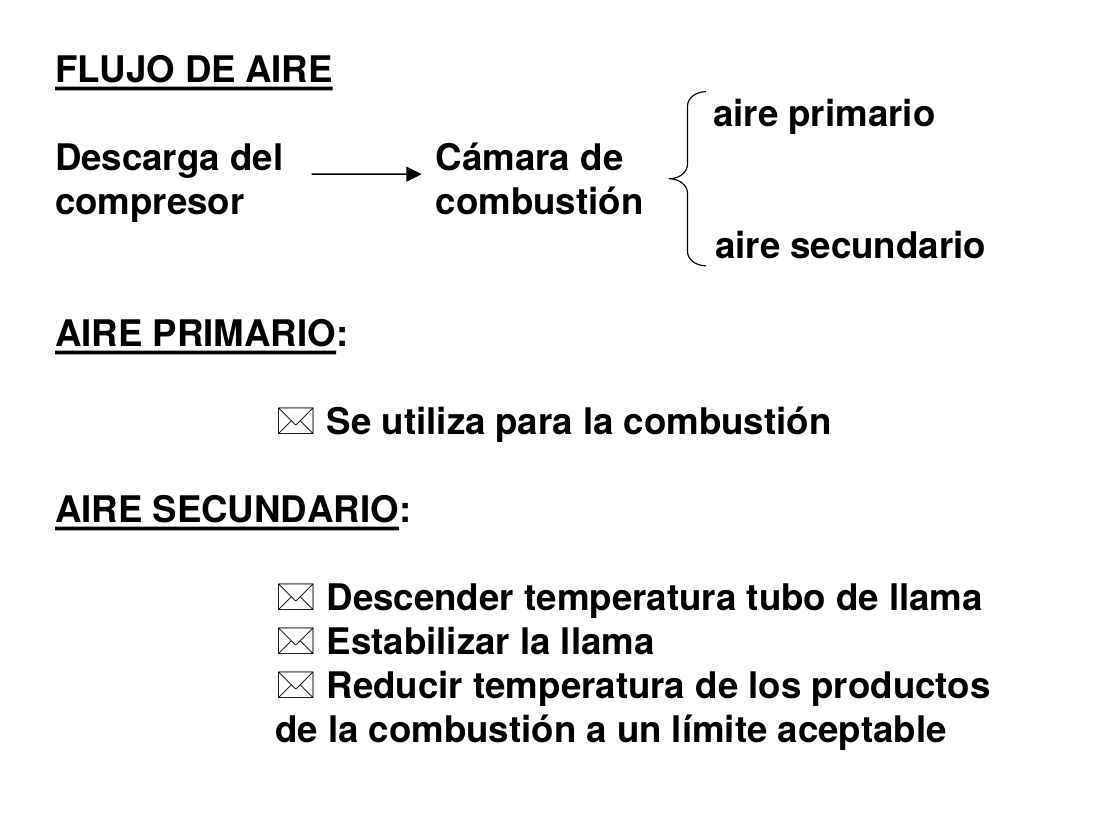 FLUJO DE AIRE
aire primario
Descarga del
compresor
Cámara de
combustión
aire secundario
AIRE PRIMARIO:
Se utiliza para la combustión
AIRE SECUNDARIO:
Descender temperatura tubo de llama
Estabilizar la llama
Reducir temperatura de los productos
de la combustión a un límite aceptable